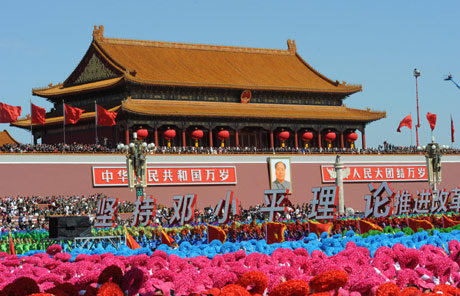 中华人民共和国万岁
世界人民大团结万岁
坚持邓小平理论
推进改革